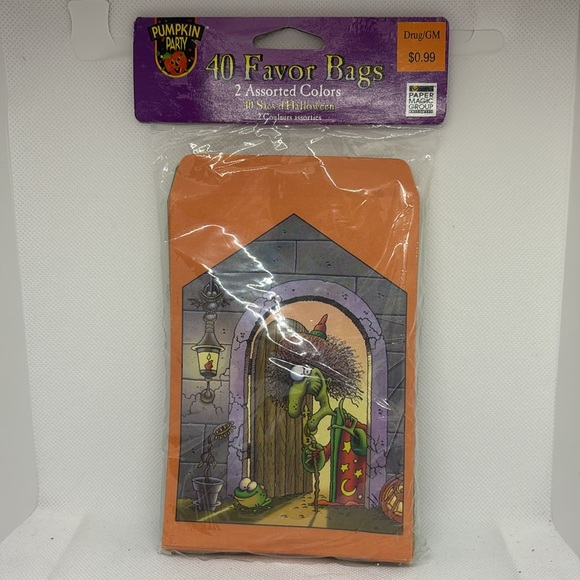 PUMPKIN
PARTY
Drug/GM
$0.99
40 Favor Bags
2 Assorted Colors
40 Sacs d'Halloween
2 Couleurs assorties
PAPER
MAGIC
GROUP